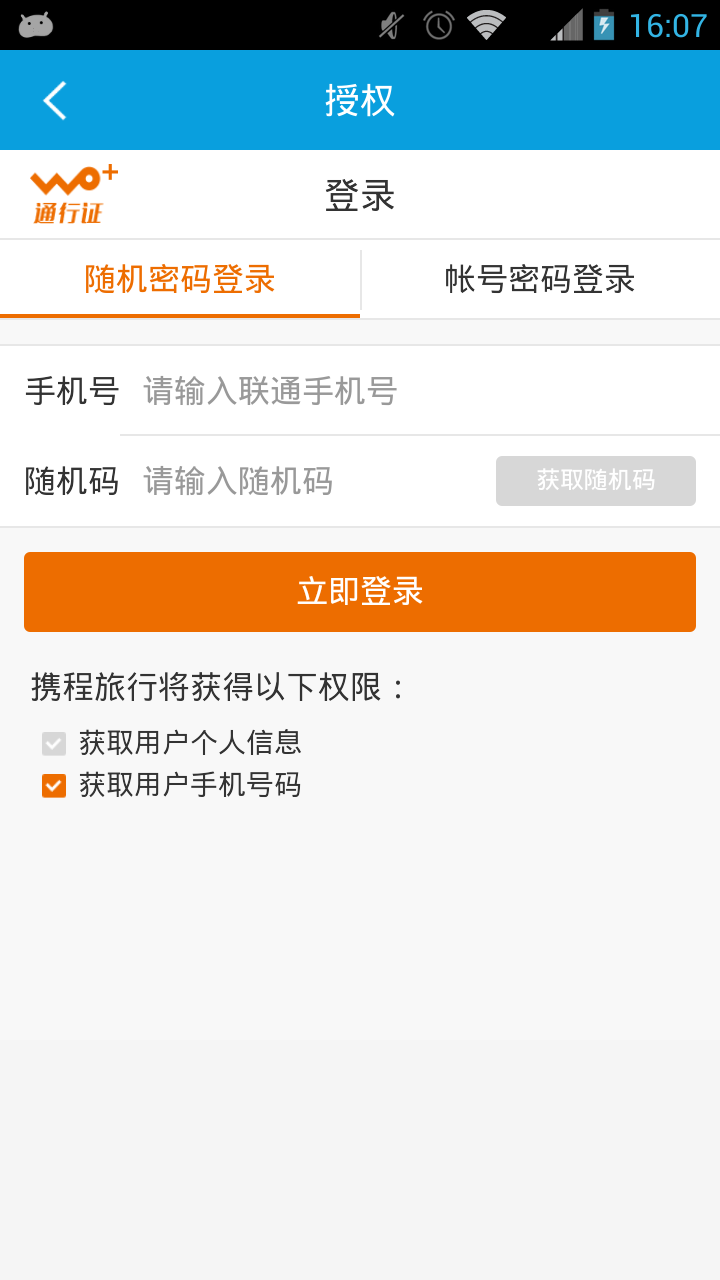 16:07
授权
wo+
通行证
登录
随机密码登录
帐号密码登录
手机号 请输入联通手机号
随机码 请输入随机码 获取随机码
立即登录
携程旅行将获得以下权限：
获取用户个人信息
获取用户手机号码